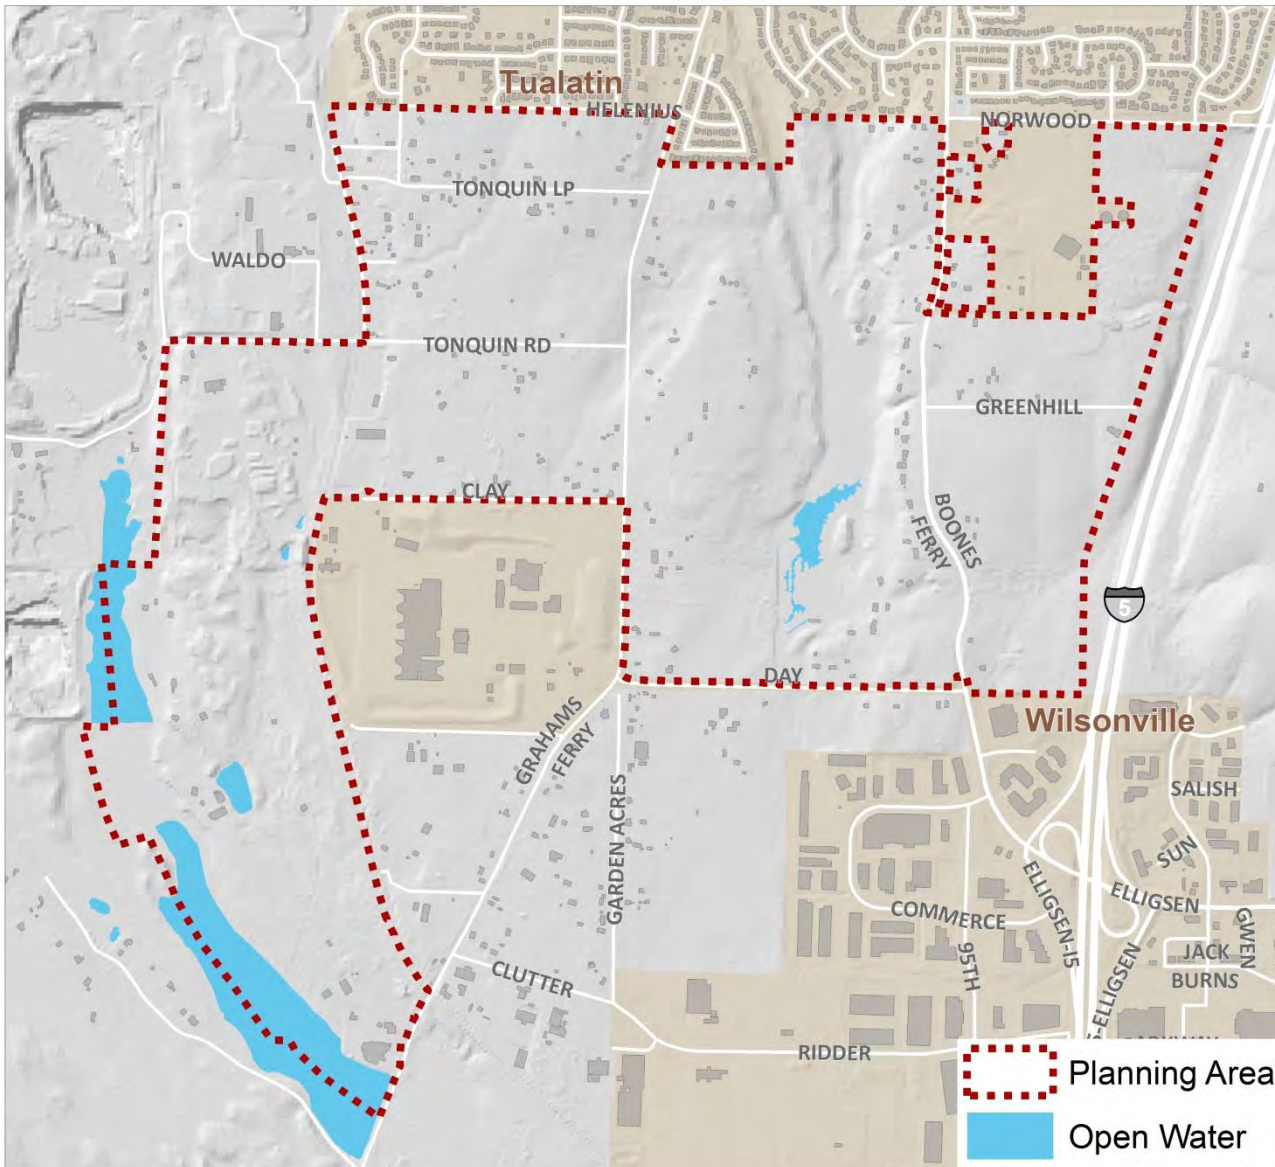 Tualatin
HELENIUS
NORWOOD
TONQUIN LP
WALDO
TONQUIN RD
GREENHILL
CLAY
BOONES
FERRY
5
DAY
Wilsonville
GRAHAMS
FERRY
GARDEN ACRES
SALISH
SUN
ELLIGSEN
COMMERCE
ELLIGSEN-I5
GWEN
95TH
JACK
BURNS
CLUTTER
RIDDER
Planning Area
Open Water